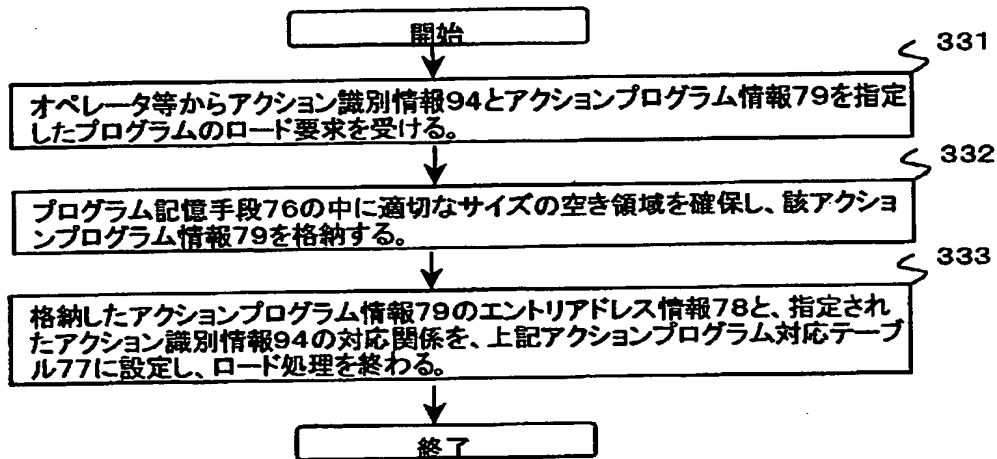 開始
331
オペレータ等からアクション識別情報94とアクションプログラム情報79を指定
したプログラムのロード要求を受ける。
332
プログラム記憶手段76の中に適切なサイズの空き領域を確保し、該アクショ
ンプログラム情報79を格納する。
333
格納したアクションプログラム情報79のエントリアドレス情報78と、指定され
たアクション識別情報94の対応関係を、上記アクションプログラム対応テーブ
ル77に設定し、ロード処理を終わる。
終了